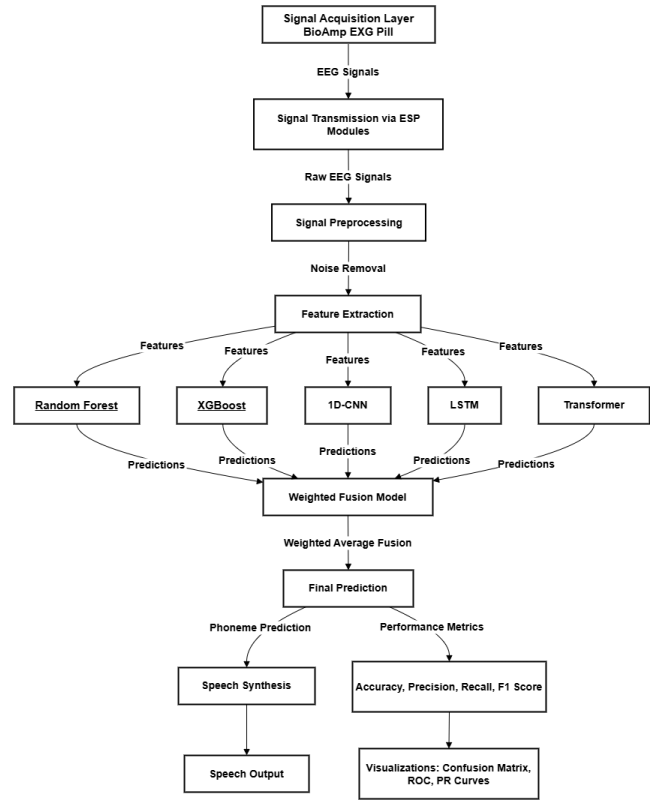 Signal Acquisition Layer
BioAmp EXG Pill
EEG Signals
Signal Transmission via ESP
Modules
Raw EEG Signals
Signal Preprocessing
Noise Removal
Feature Extraction
Features
Features
Features
Features
Features
Random Forest
XGBoost
1D-CNN
LSTM
Transformer
Predictions
Predictions
Predictions
Predictions
Predictions
Weighted Fusion Model
Weighted Average Fusion
Final Prediction
Phoneme Prediction
Performance Metrics
Speech Synthesis
Accuracy, Precision, Recall, F1 Score
Speech Output
Visualizations: Confusion Matrix,
ROC, PR Curves